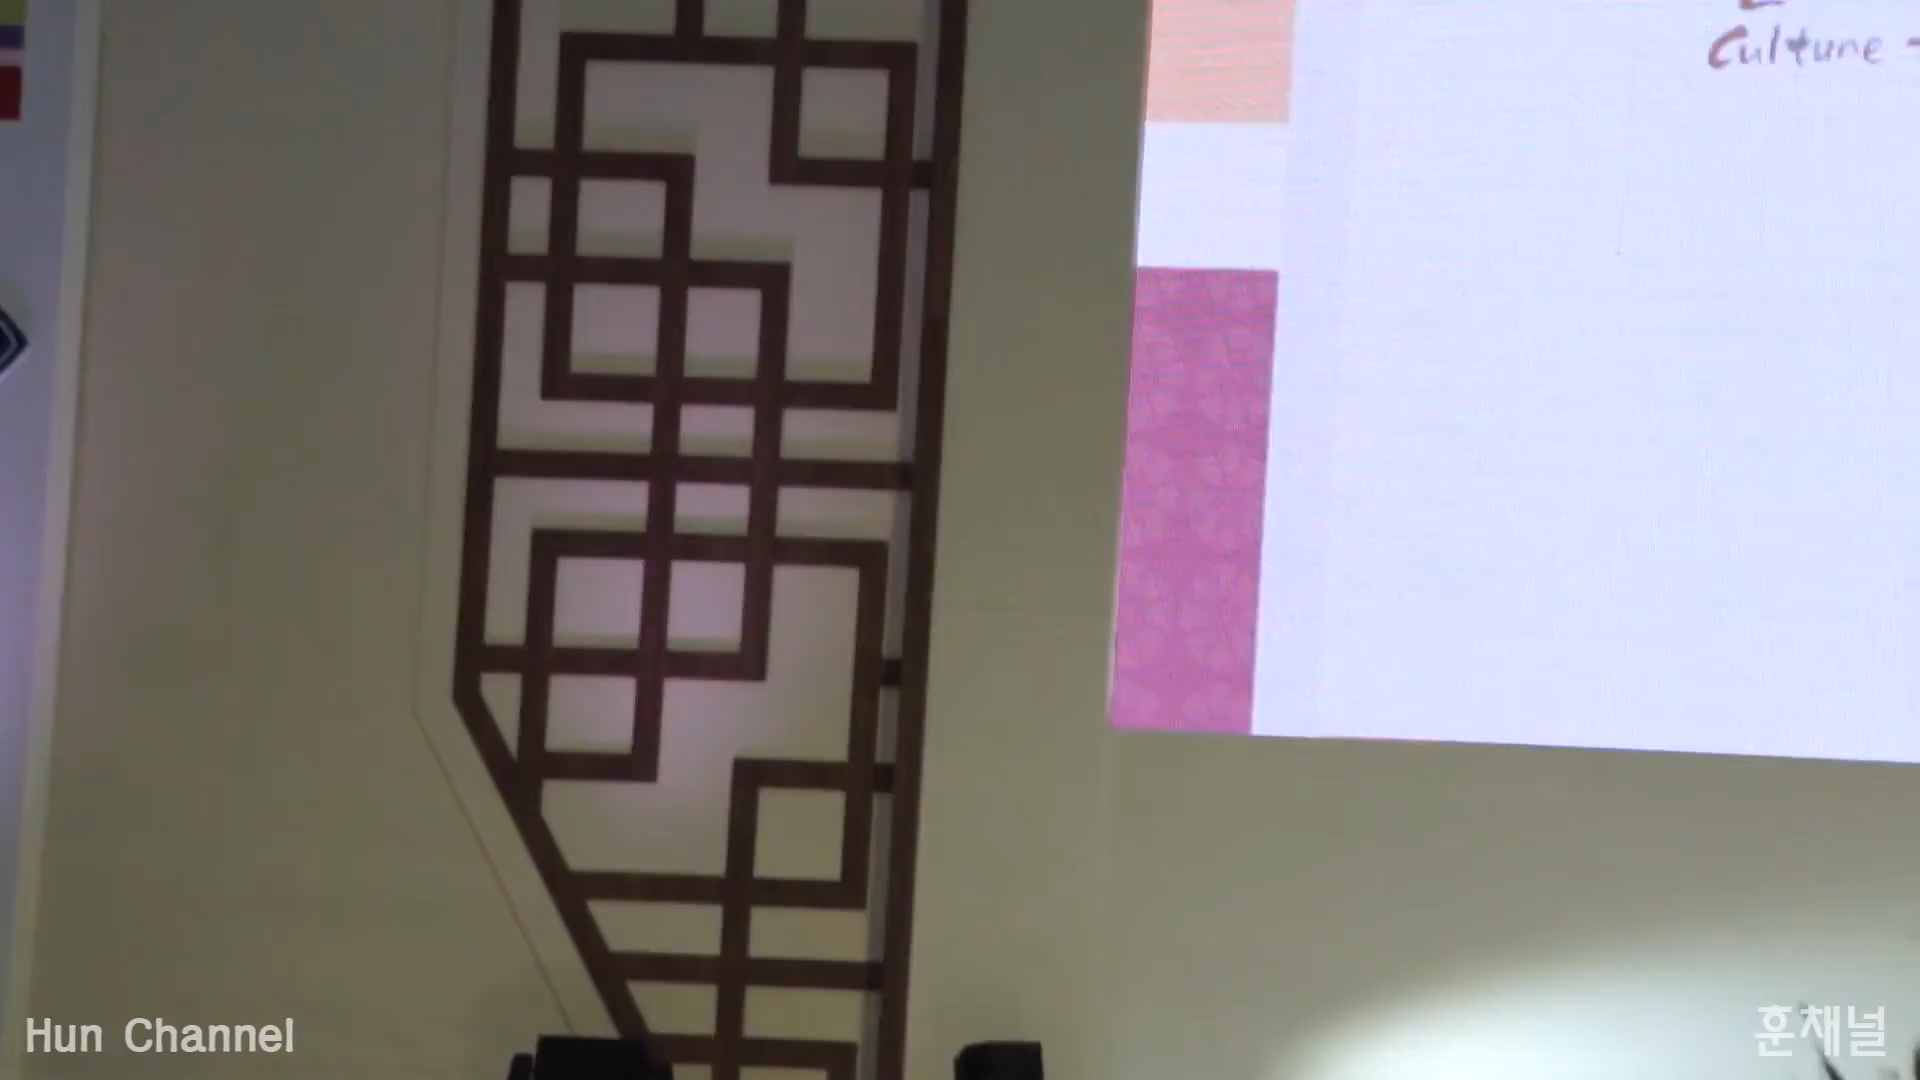 Culture -
Hun Channel
훈채널